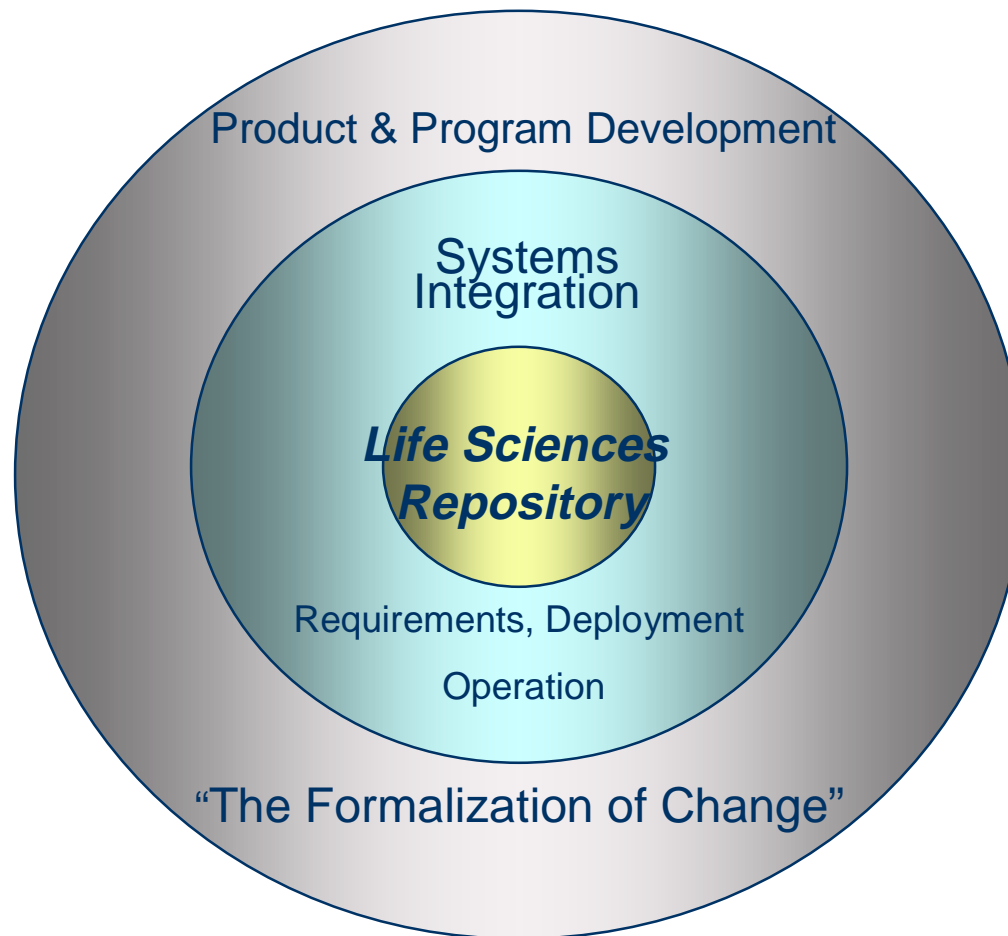 Product & Program Development
Systems
Integration
Life Sciences
Repository
Requirements, Deployment
Operation
“The Formalization of Change”